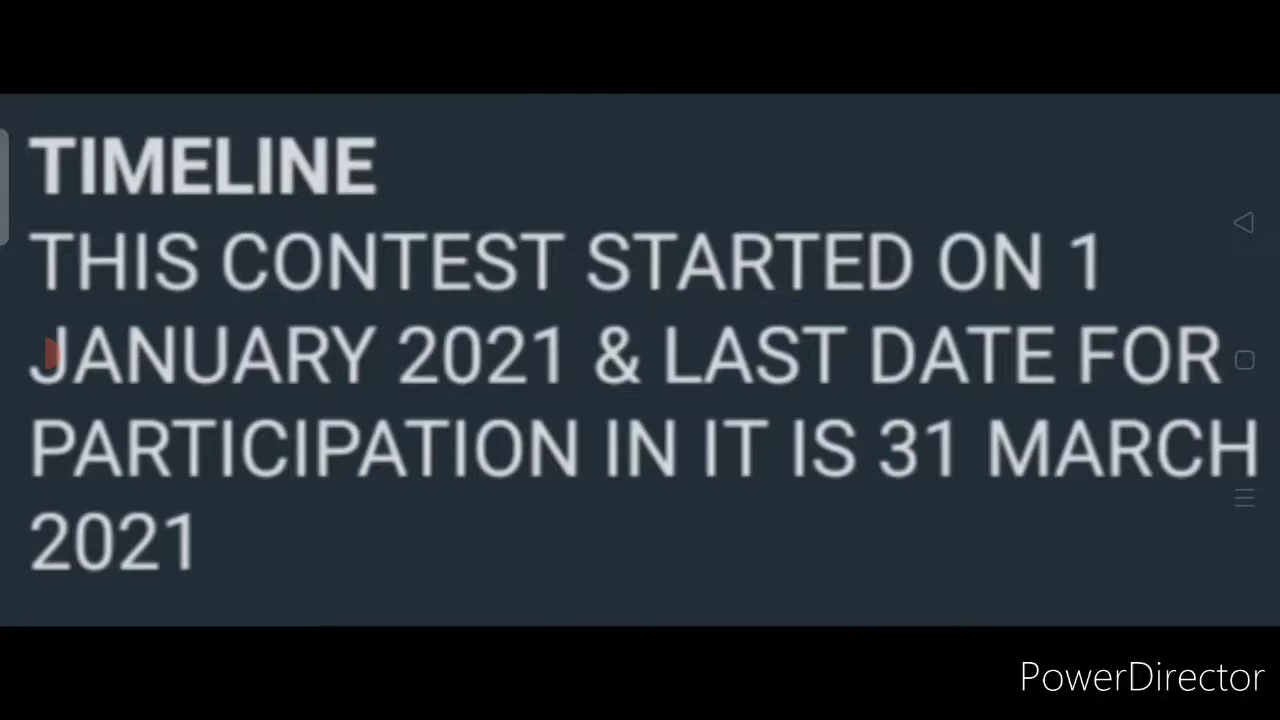 TIMELINE
THIS CONTEST STARTED ON 1
JANUARY 2021 & LAST DATE FOR
PARTICIPATION IN IT IS 31 MARCH
2021
PowerDirector